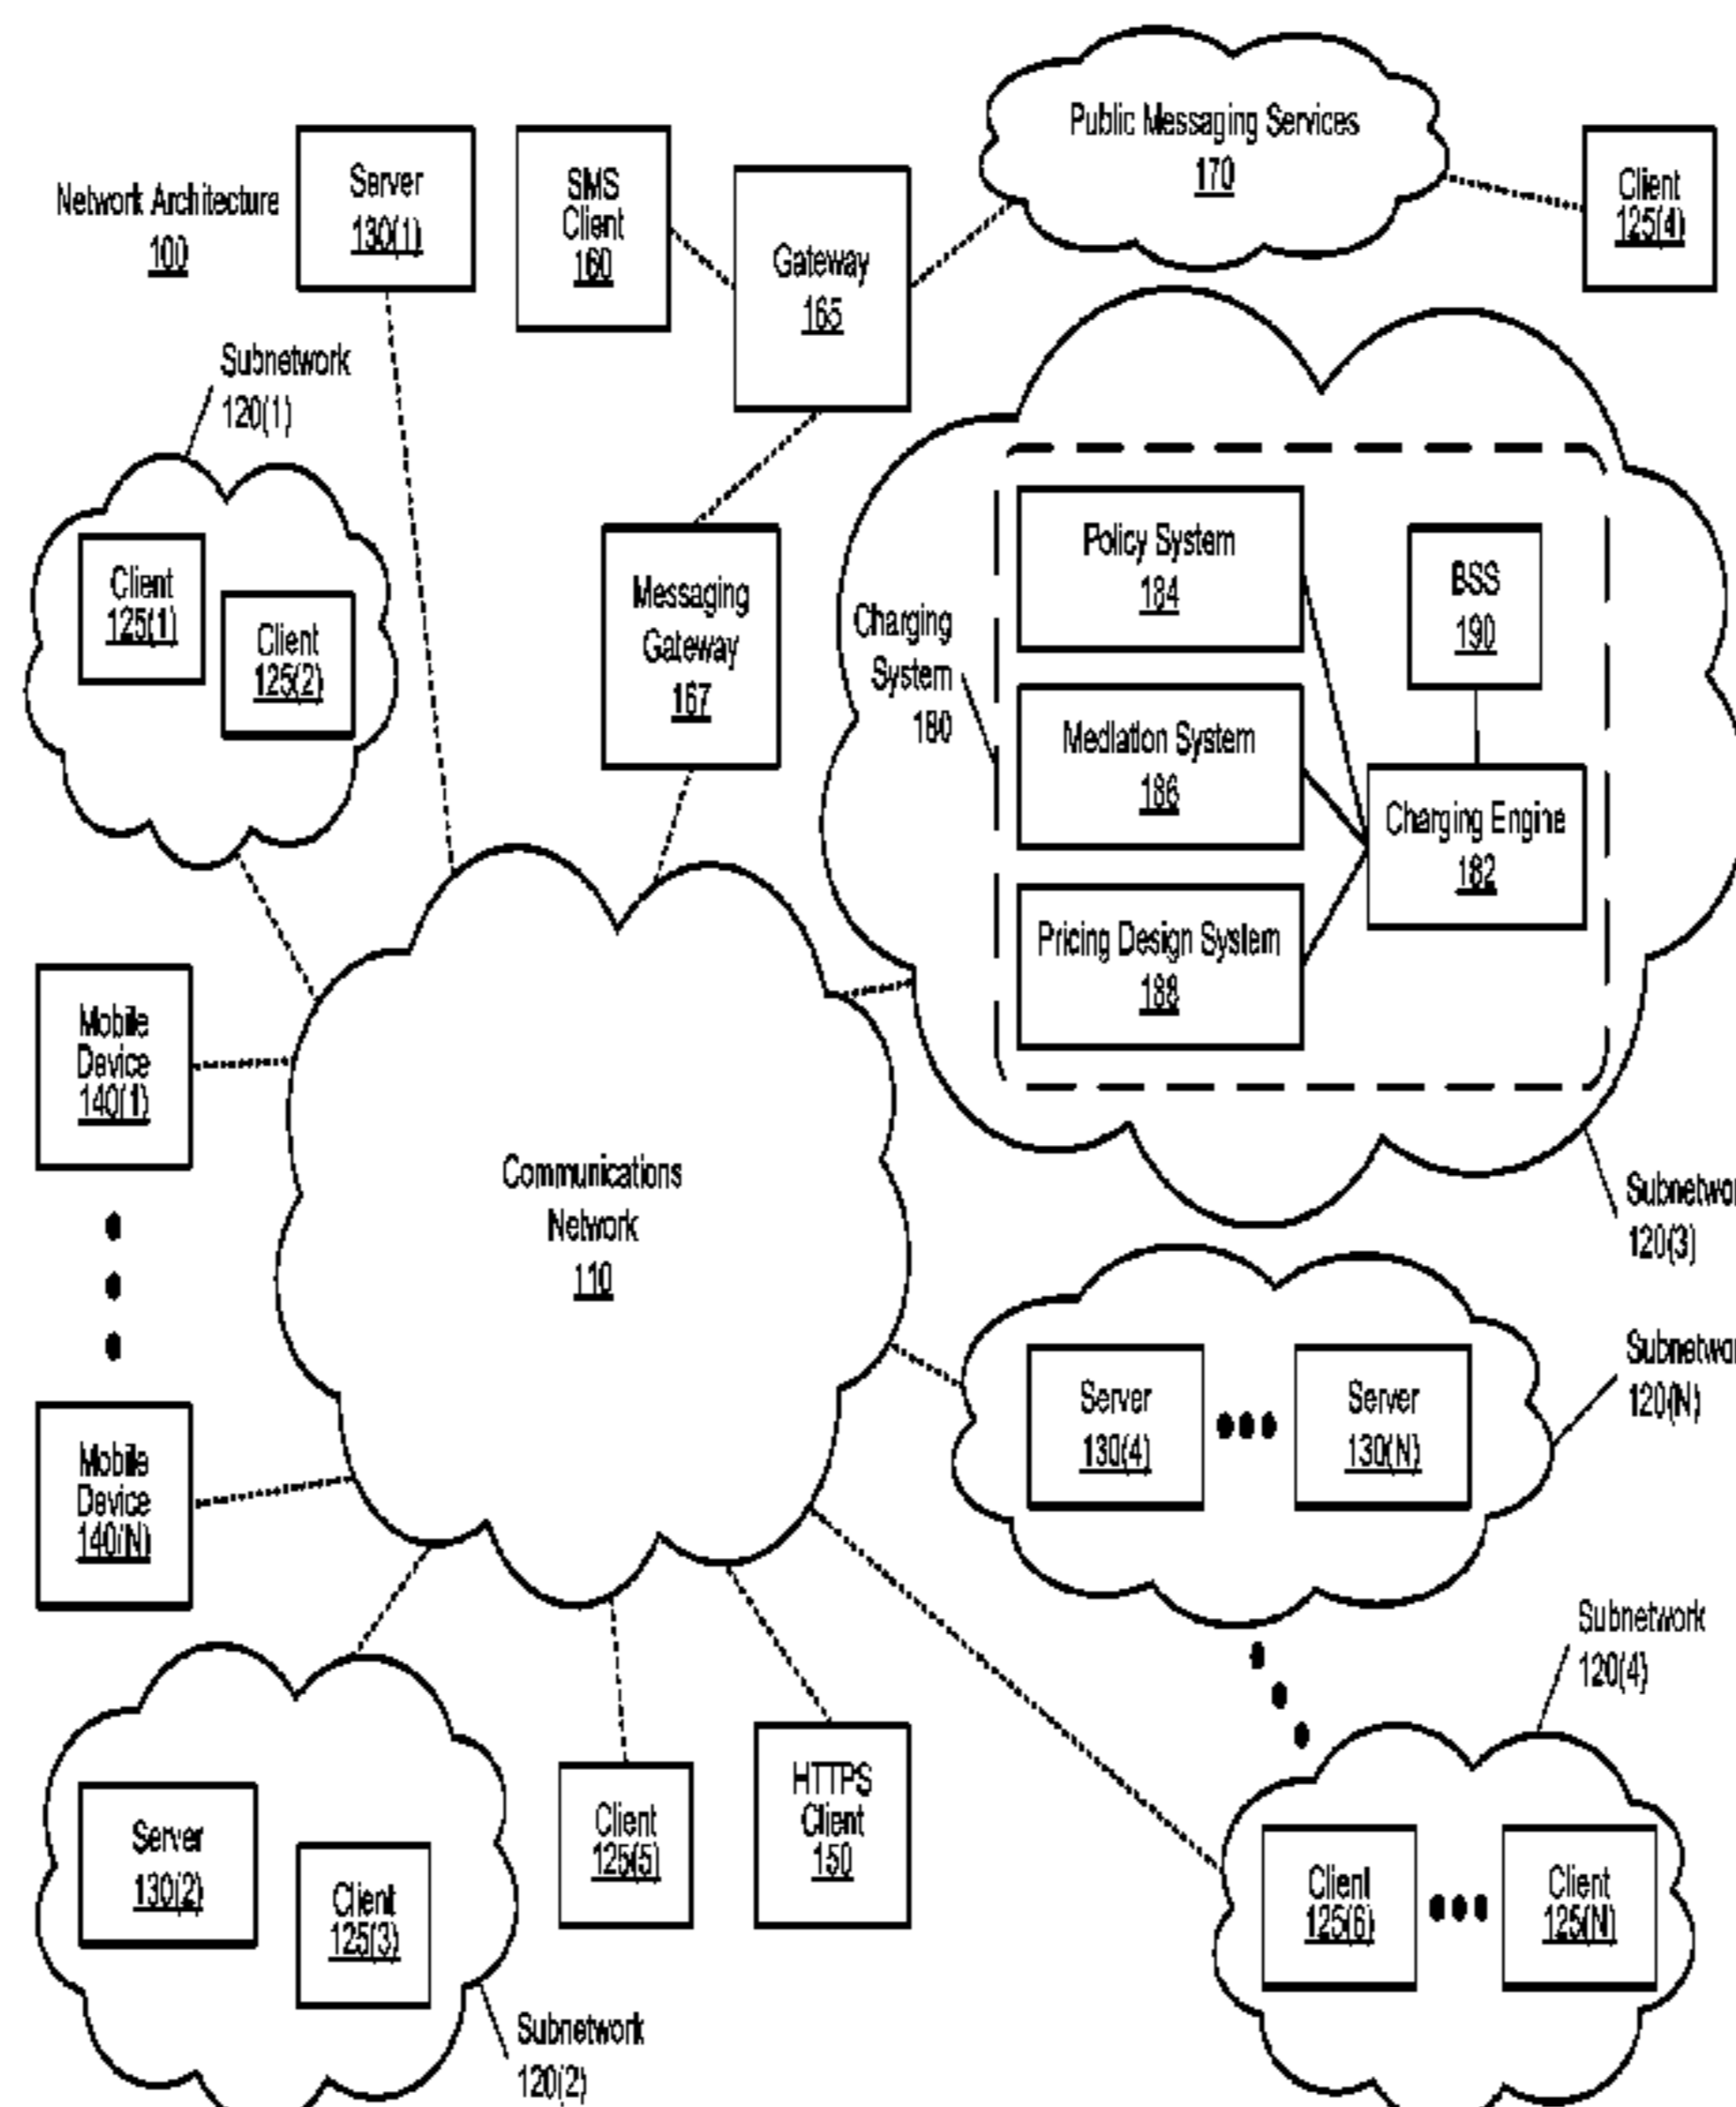 Network Architecture
100
Server
130(1)
SMS
Client
160
Gateway
165
Public Messaging Services
170
Client
125(4)
Subnetwork
120(1)
Client
125(1)
Client
125(2)
Messaging
Gateway
167
Charging
System
180
Policy System
184
BSS
190
Mediation System
186
Charging Engine
182
Pricing Design System
188
Mobile
Device
140(1)
Communications
Network
110
Subnetwor
120(3)
Server
130(4)
Server
130(N)
Subnetwor
120(N)
Mobile
Device
140(N)
Subnetwork
120(4)
Server
130(2)
Client
125(3)
Client
125(5)
HTTPS
Client
150
Client
125(6)
Client
125(N)
Subnetwork
120(2)